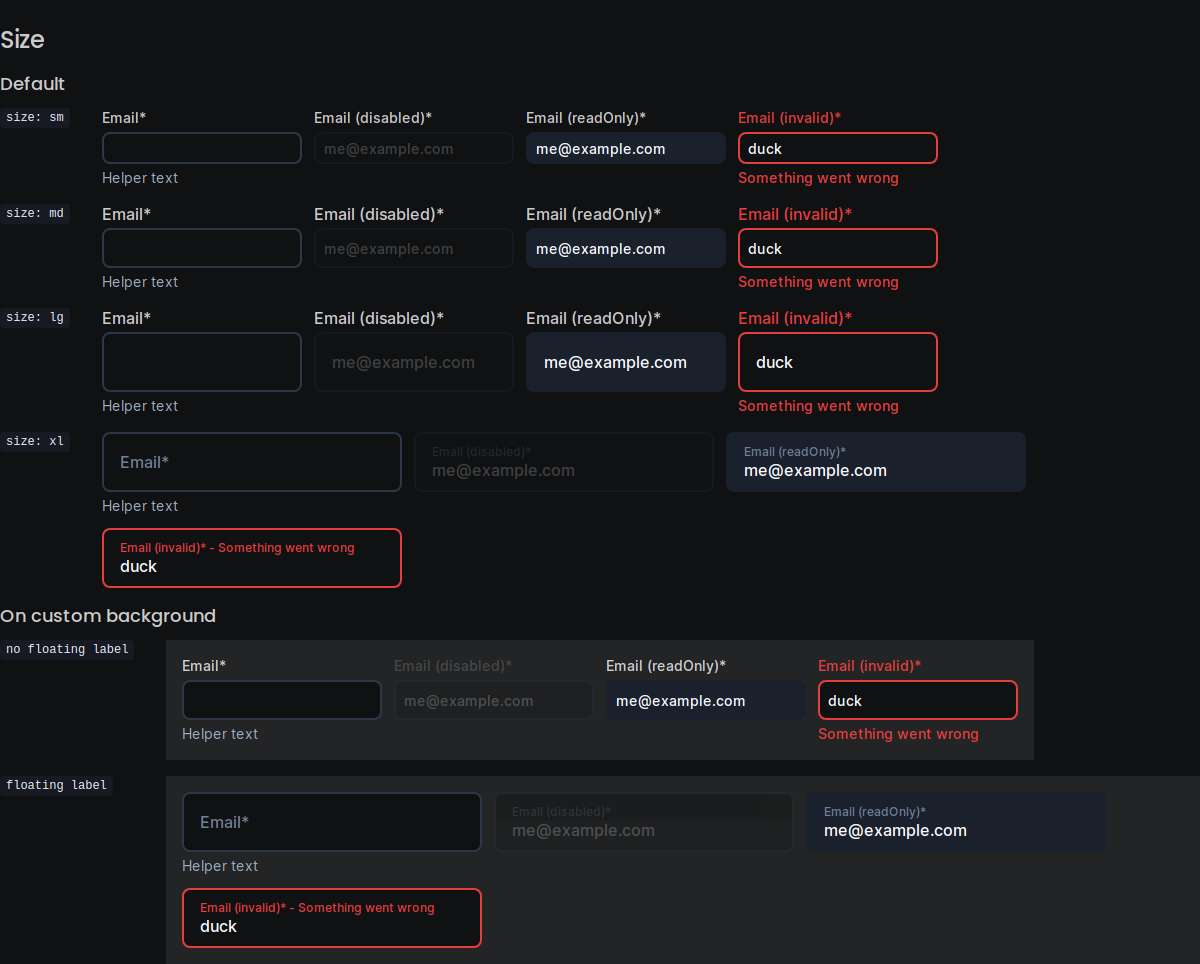 Size
Default
size: sm
Email* Email (disabled)* Email (readOnly)* Email (invalid)*
me@example.com me@example.com duck
Helper text Something went wrong
size: md
Email* Email (disabled)* Email (readOnly)* Email (invalid)*
me@example.com me@example.com duck
Helper text Something went wrong
size: lg
Email* Email (disabled)* Email (readOnly)* Email (invalid)*
me@example.com me@example.com duck
Helper text Something went wrong
size: xl
Email* Email (disabled)* Email (readOnly)*
me@example.com me@example.com
Helper text
Email (invalid)* - Something went wrong
duck
On custom background
no floating label
Email* Email (disabled)* Email (readOnly)* Email (invalid)*
me@example.com me@example.com duck
Helper text Something went wrong
floating label
Email* Email (disabled)* Email (readOnly)*
me@example.com me@example.com
Helper text
Email (invalid)* - Something went wrong
duck